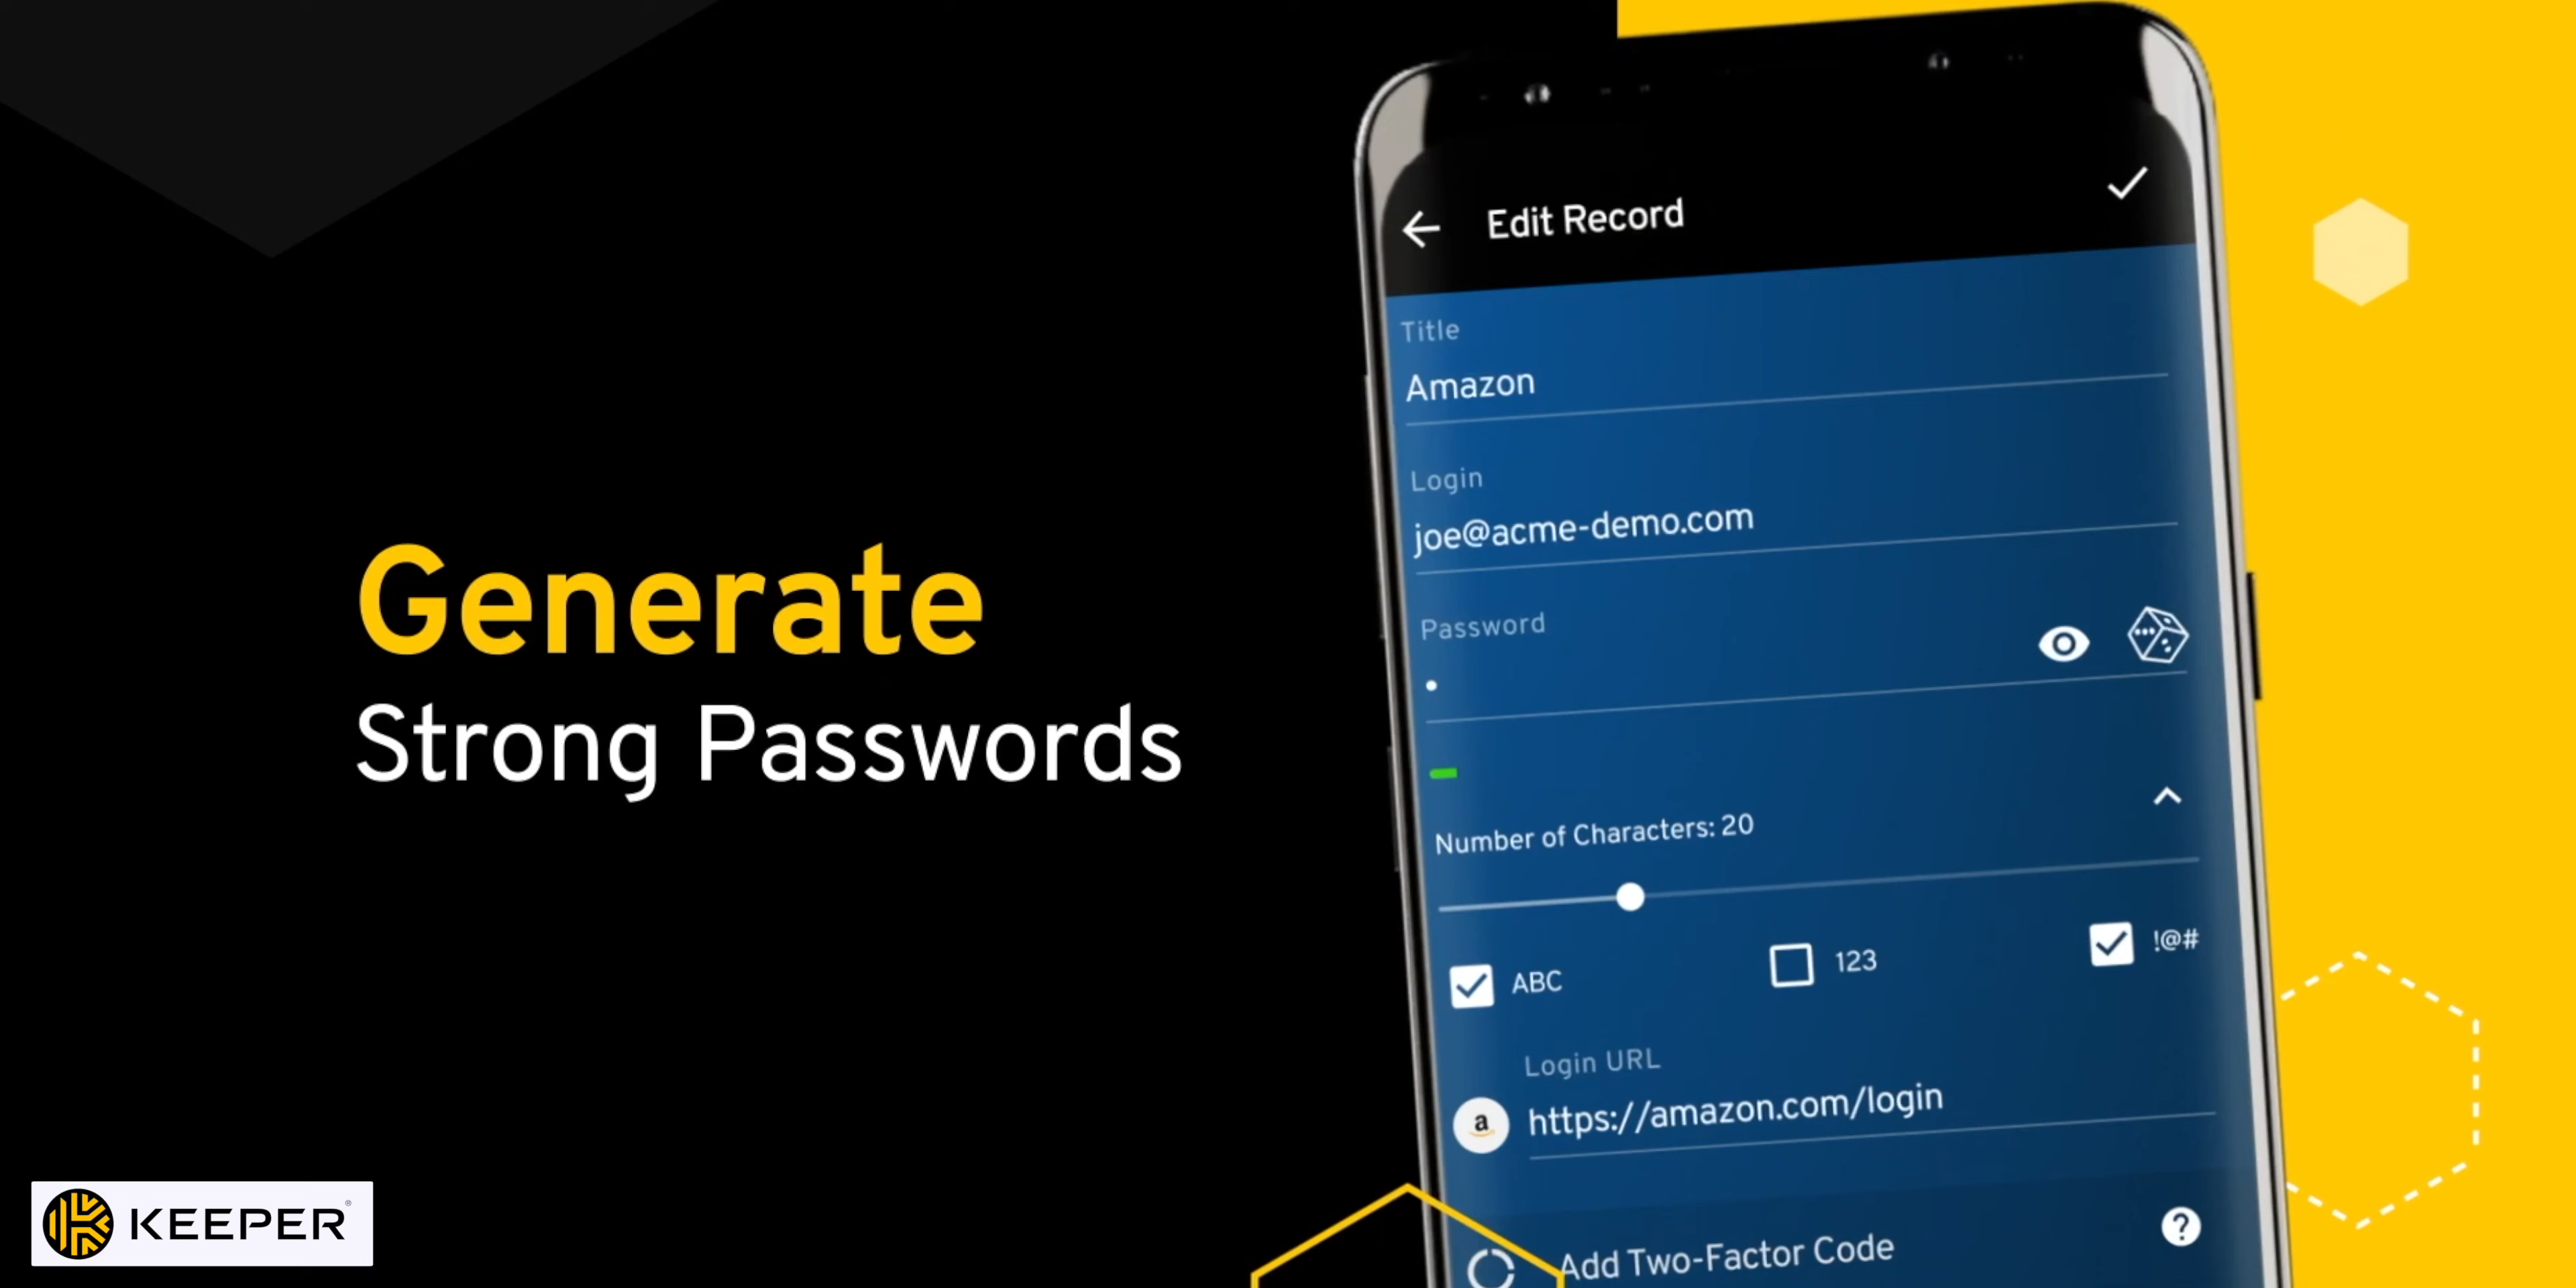 Generate
Strong Passwords
KEEPER®
Edit Record
Title
Amazon
Login
joe@acme-demo.com
Password
Number of Characters: 20
ABC
123
!@#
Login URL
a
https://amazon.com/login
Add Two-Factor Code
?